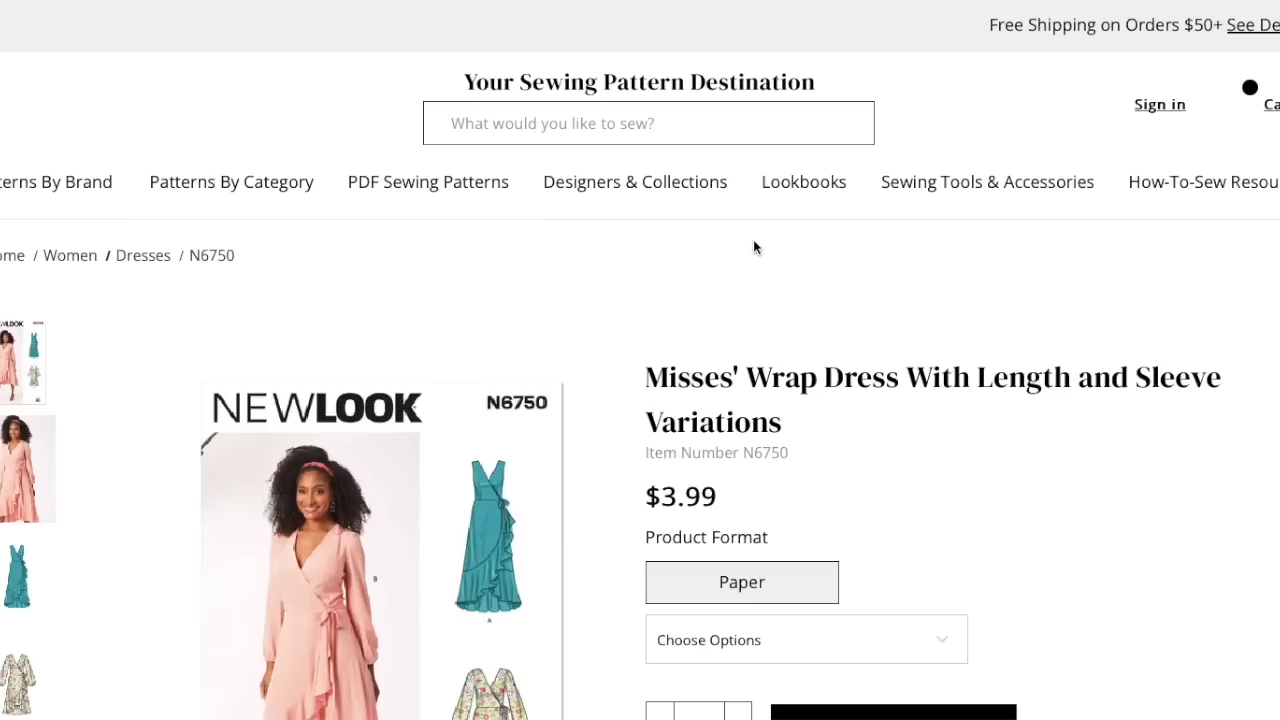 Free Shipping on Orders $50+ See De
Your Sewing Pattern Destination
What would you like to sew?
Sign in
Ca
terns By Brand Patterns By Category PDF Sewing Patterns Designers & Collections Lookbooks Sewing Tools & Accessories How-To-Sew Resou
ome / Women / Dresses / N6750
NEWLOOK
N6750
B
A
Misses' Wrap Dress With Length and Sleeve
Variations
Item Number N6750
$3.99
Product Format
Paper
Choose Options